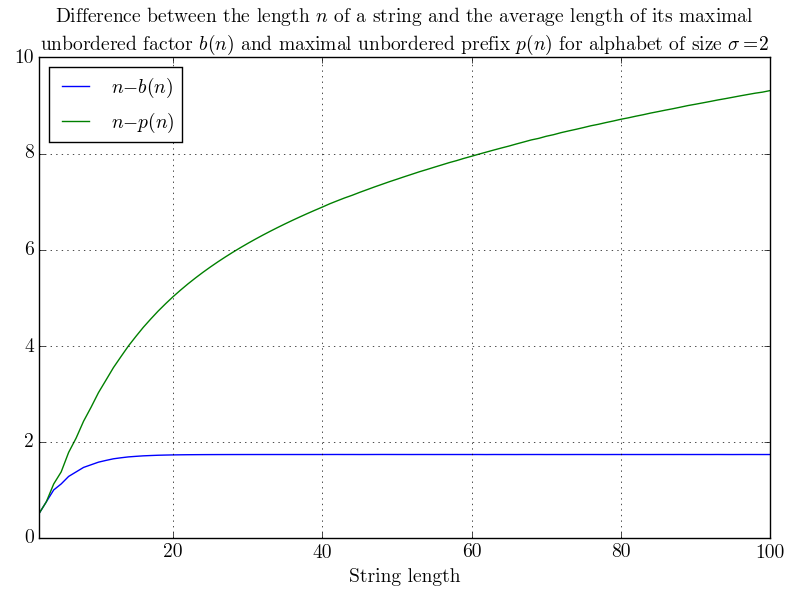 Difference between the length n of a string and the average length of its maximal
unbordered factor b(n) and maximal unbordered prefix p(n) for alphabet of size σ=2
10
n−b(n)
n−p(n)
8
6
4
2
0
20 40 60 80 100
String length